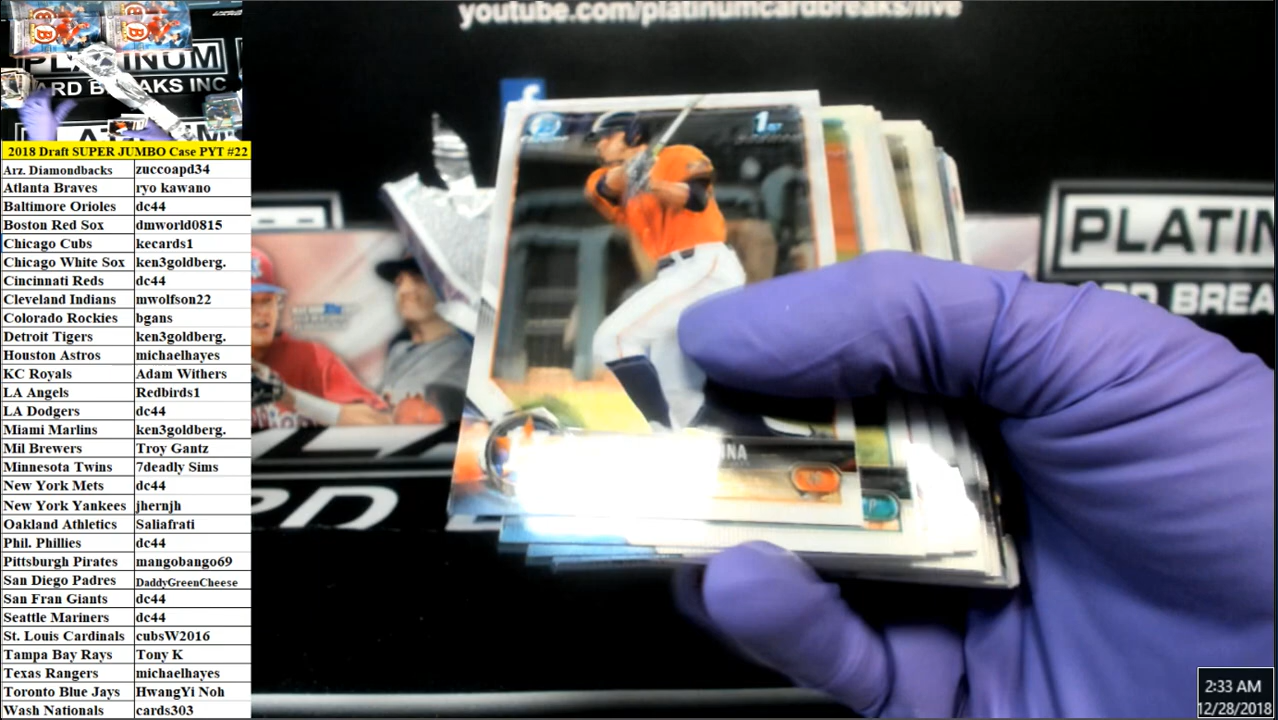 youtube.com/platinumcardbreaks/live
PLATINUM
ARD BREAKS INC
2018 Draft SUPER JUMBO Case PYT #22
Arz. Diamondbacks zuccoapd34
Atlanta Braves ryo kawano
Baltimore Orioles dc44
Boston Red Sox dmworld0815
Chicago Cubs kecards1
Chicago White Sox ken3goldberg.
Cincinnati Reds dc44
Cleveland Indians mwolfson22
Colorado Rockies bgans
Detroit Tigers ken3goldberg.
Houston Astros michaelhayes
KC Royals Adam Withers
LA Angels Redbirds1
LA Dodgers dc44
Miami Marlins ken3goldberg.
Mil Brewers Troy Gantz
Minnesota Twins 7deadly Sims
New York Mets dc44
New York Yankees jhernjh
Oakland Athletics Saliafrati
Phil. Phillies dc44
Pittsburgh Pirates mangobango69
San Diego Padres DaddyGreenCheese
San Fran Giants dc44
Seattle Mariners dc44
St. Louis Cardinals cubsW2016
Tampa Bay Rays Tony K
Texas Rangers michaelhayes
Toronto Blue Jays HwangYi Noh
Wash Nationals cards303
1ST
INA
PLATIN
RD BREA
RD
2:33 AM
12/28/2018